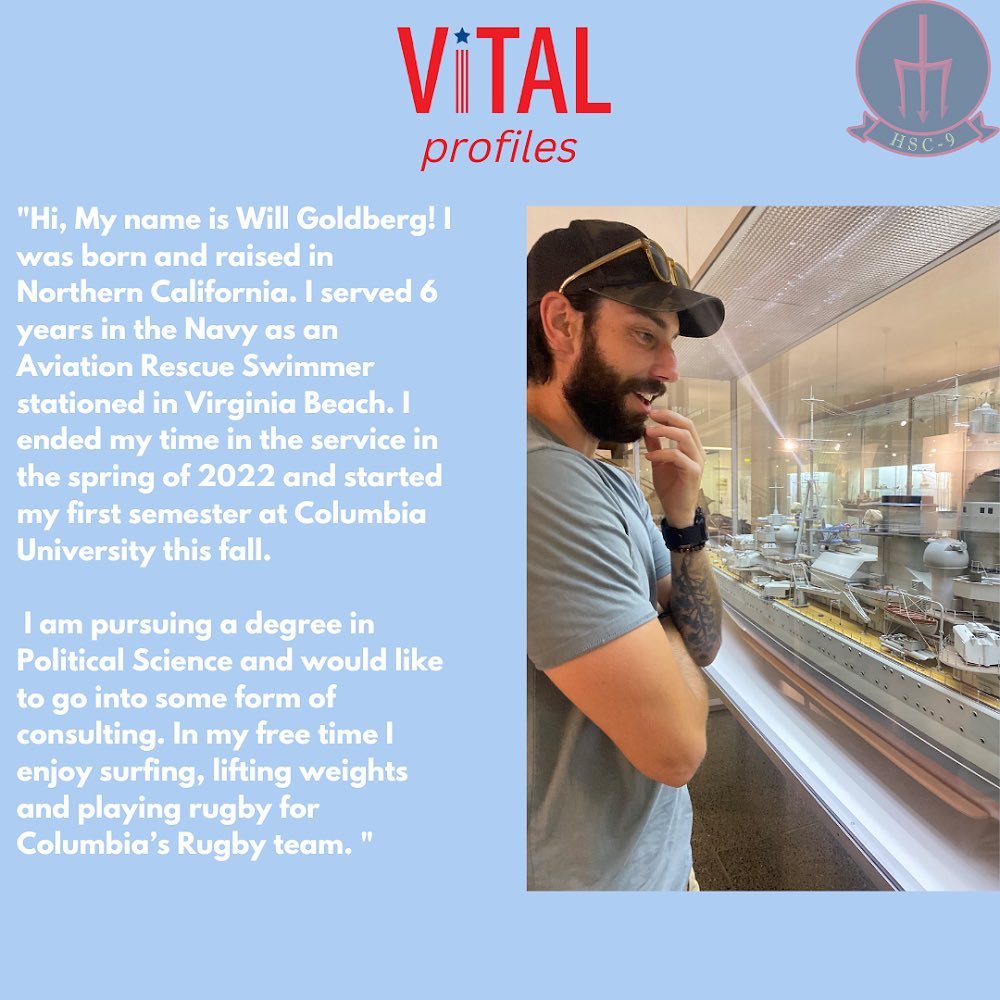 ViTAL
profiles
HSC-9
"Hi, My name is Will Goldberg! I
was born and raised in
Northern California. I served 6
years in the Navy as an
Aviation Rescue Swimmer
stationed in Virginia Beach. I
ended my time in the service in
the spring of 2022 and started
my first semester at Columbia
University this fall.
I am pursuing a degree in
Political Science and would like
to go into some form of
consulting. In my free time I
enjoy surfing, lifting weights
and playing rugby for
Columbia’s Rugby team. "